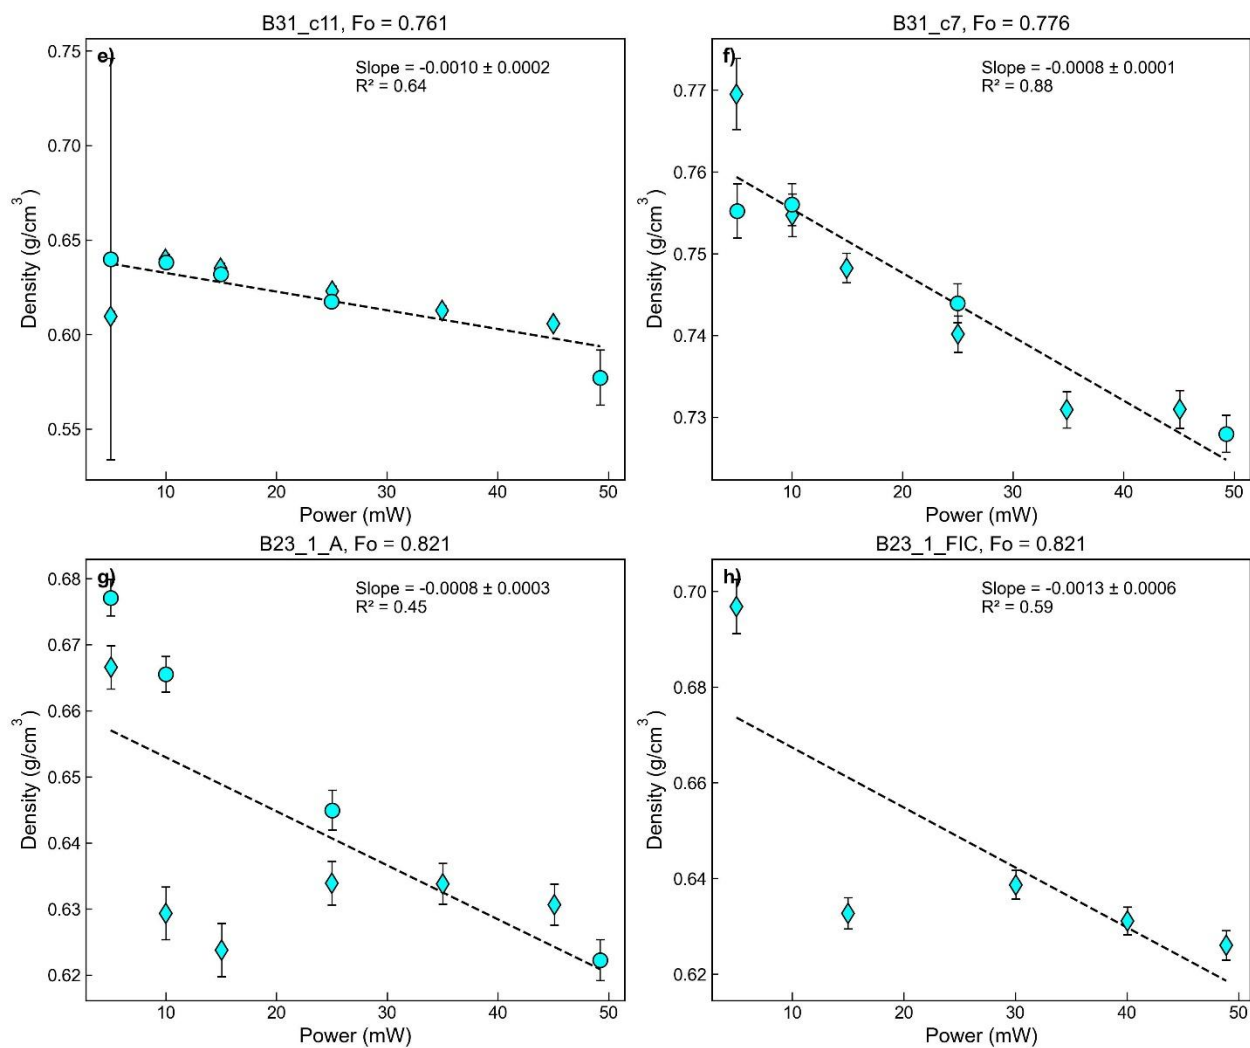 B31_c11, Fo = 0.761
e)
Slope = -0.0010 ± 0.0002
R² = 0.64
0.75
0.70
0.65
0.60
0.55
Density (g/cm³)
10 20 30 40 50
Power (mW)
B31_c7, Fo = 0.776
f)
Slope = -0.0008 ± 0.0001
R² = 0.88
0.77
0.76
0.75
0.74
0.73
Density (g/cm³)
10 20 30 40 50
Power (mW)
B23_1_A, Fo = 0.821
g)
Slope = -0.0008 ± 0.0003
R² = 0.45
0.68
0.67
0.66
0.65
0.64
0.63
0.62
Density (g/cm³)
10 20 30 40 50
Power (mW)
B23_1_FIC, Fo = 0.821
h)
Slope = -0.0013 ± 0.0006
R² = 0.59
0.70
0.68
0.66
0.64
0.62
Density (g/cm³)
10 20 30 40 50
Power (mW)